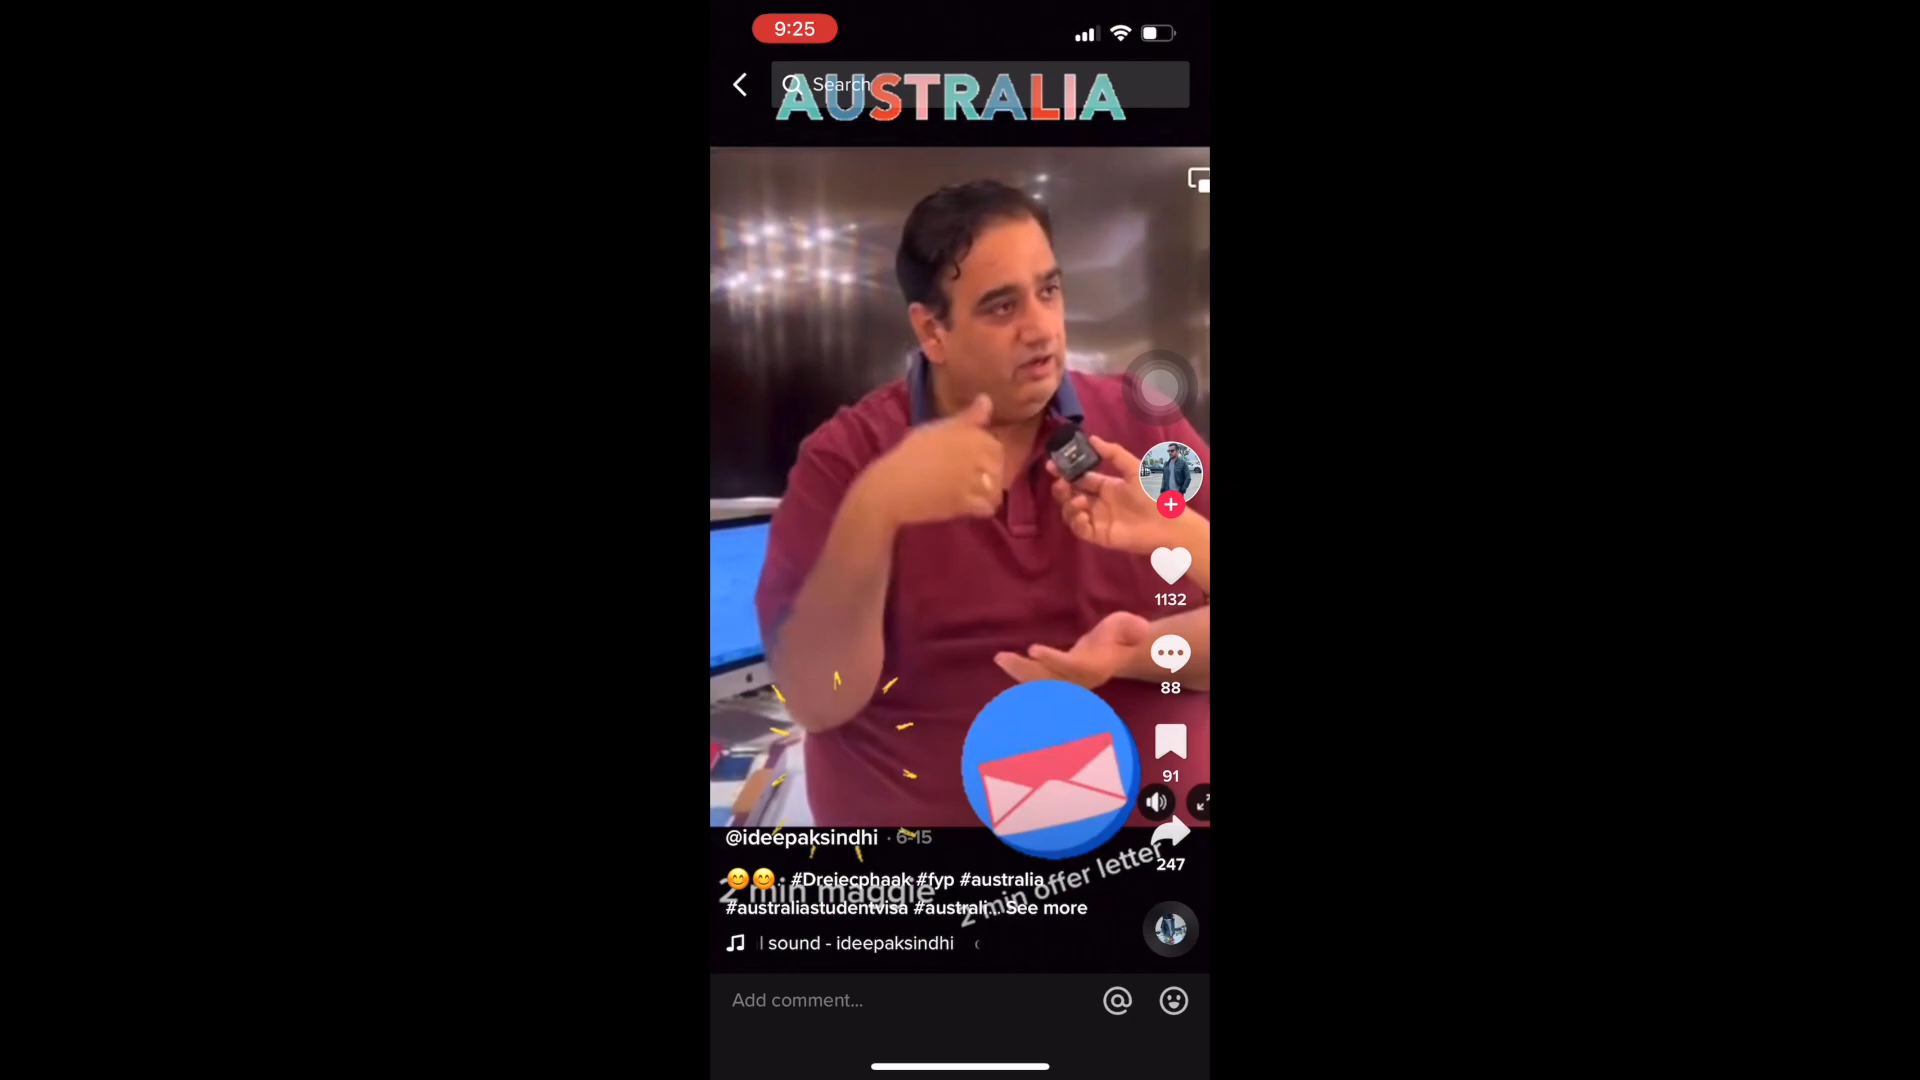 9:25
Search
AUSTRALIA
1132
88
91
247
@ideepaksindhi · 6-15
😊😊. #Dreiecphaak #fyp #australia
#australiastudentvisa #australi... See more
2 min maggie
2 min offer letter
l sound - ideepaksindhi
Add comment...